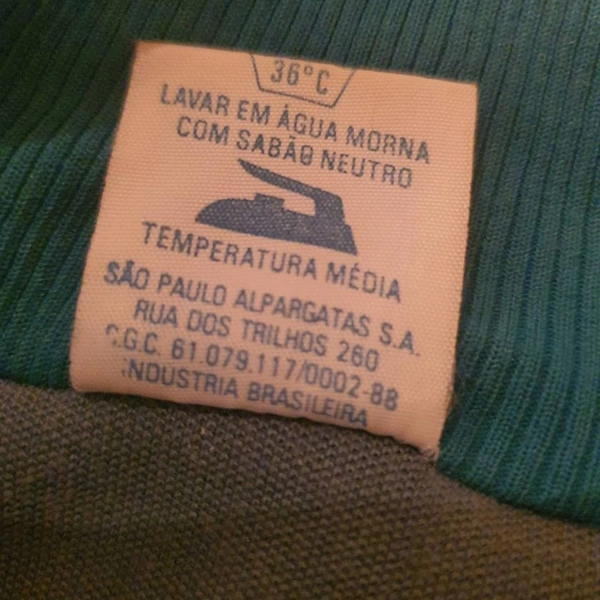 36°C
LAVAR EM ÁGUA MORNA
COM SABÃO NEUTRO
TEMPERATURA MÉDIA
SÃO PAULO ALPARGATAS S.A.
RUA DOS TRILHOS 260
C.G.C. 61.079.117/0002-88
INDUSTRIA BRASILEIRA